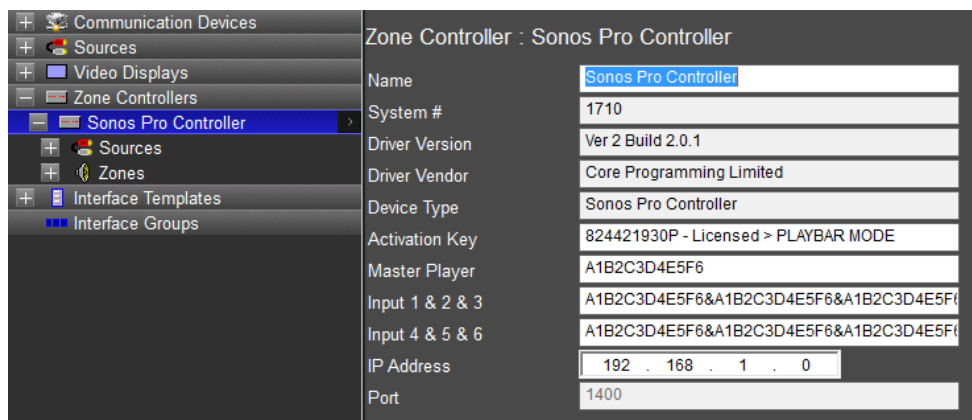 Communication Devices
Sources
Video Displays
Zone Controllers
Sonos Pro Controller
Sources
Zones
Interface Templates
Interface Groups
Zone Controller : Sonos Pro Controller
Name Sonos Pro Controller
System # 1710
Driver Version Ver 2 Build 2.0.1
Driver Vendor Core Programming Limited
Device Type Sonos Pro Controller
Activation Key 824421930P - Licensed > PLAYBAR MODE
Master Player A1B2C3D4E5F6
Input 1 & 2 & 3 A1B2C3D4E5F6&A1B2C3D4E5F6&A1B2C3D4E5F6
Input 4 & 5 & 6 A1B2C3D4E5F6&A1B2C3D4E5F6&A1B2C3D4E5F6
IP Address 192 . 168 . 1 . 0
Port 1400